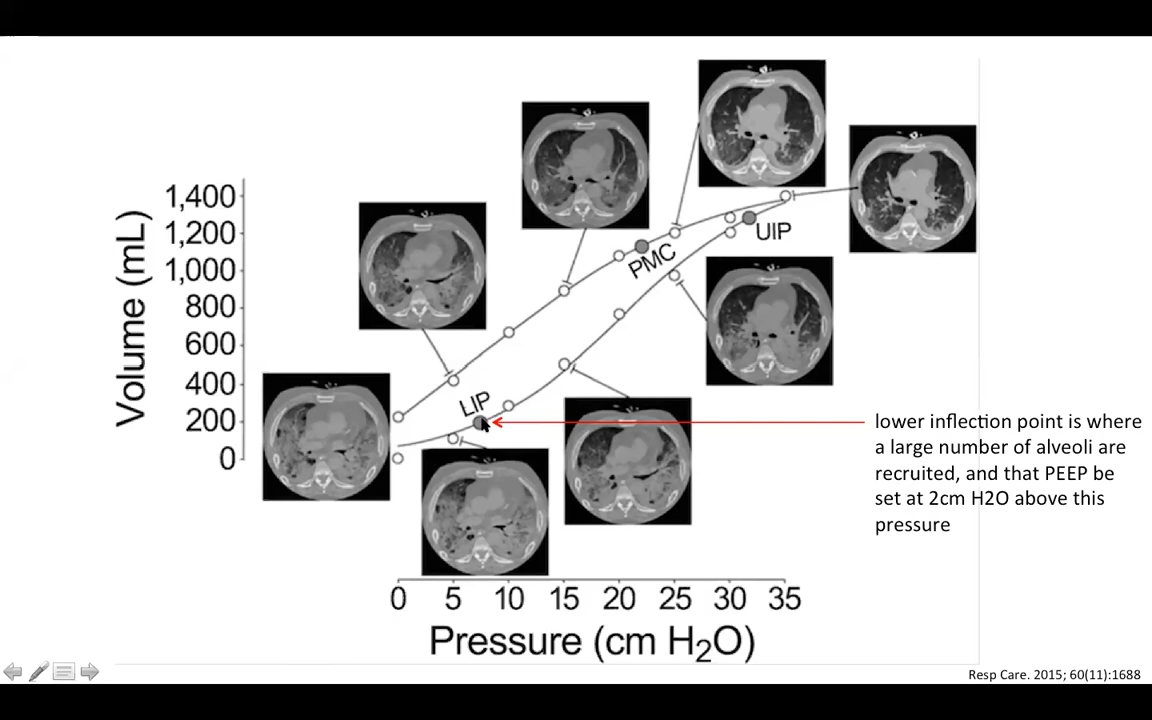 1,400
1,200
1,000
800
600
400
200
0
Volume (mL)
LIP
PMC
UIP
0 5 10 15 20 25 30 35
Pressure (cm H₂O)
lower inflection point is where
a large number of alveoli are
recruited, and that PEEP be
set at 2cm H2O above this
pressure
Resp Care. 2015; 60(11):1688